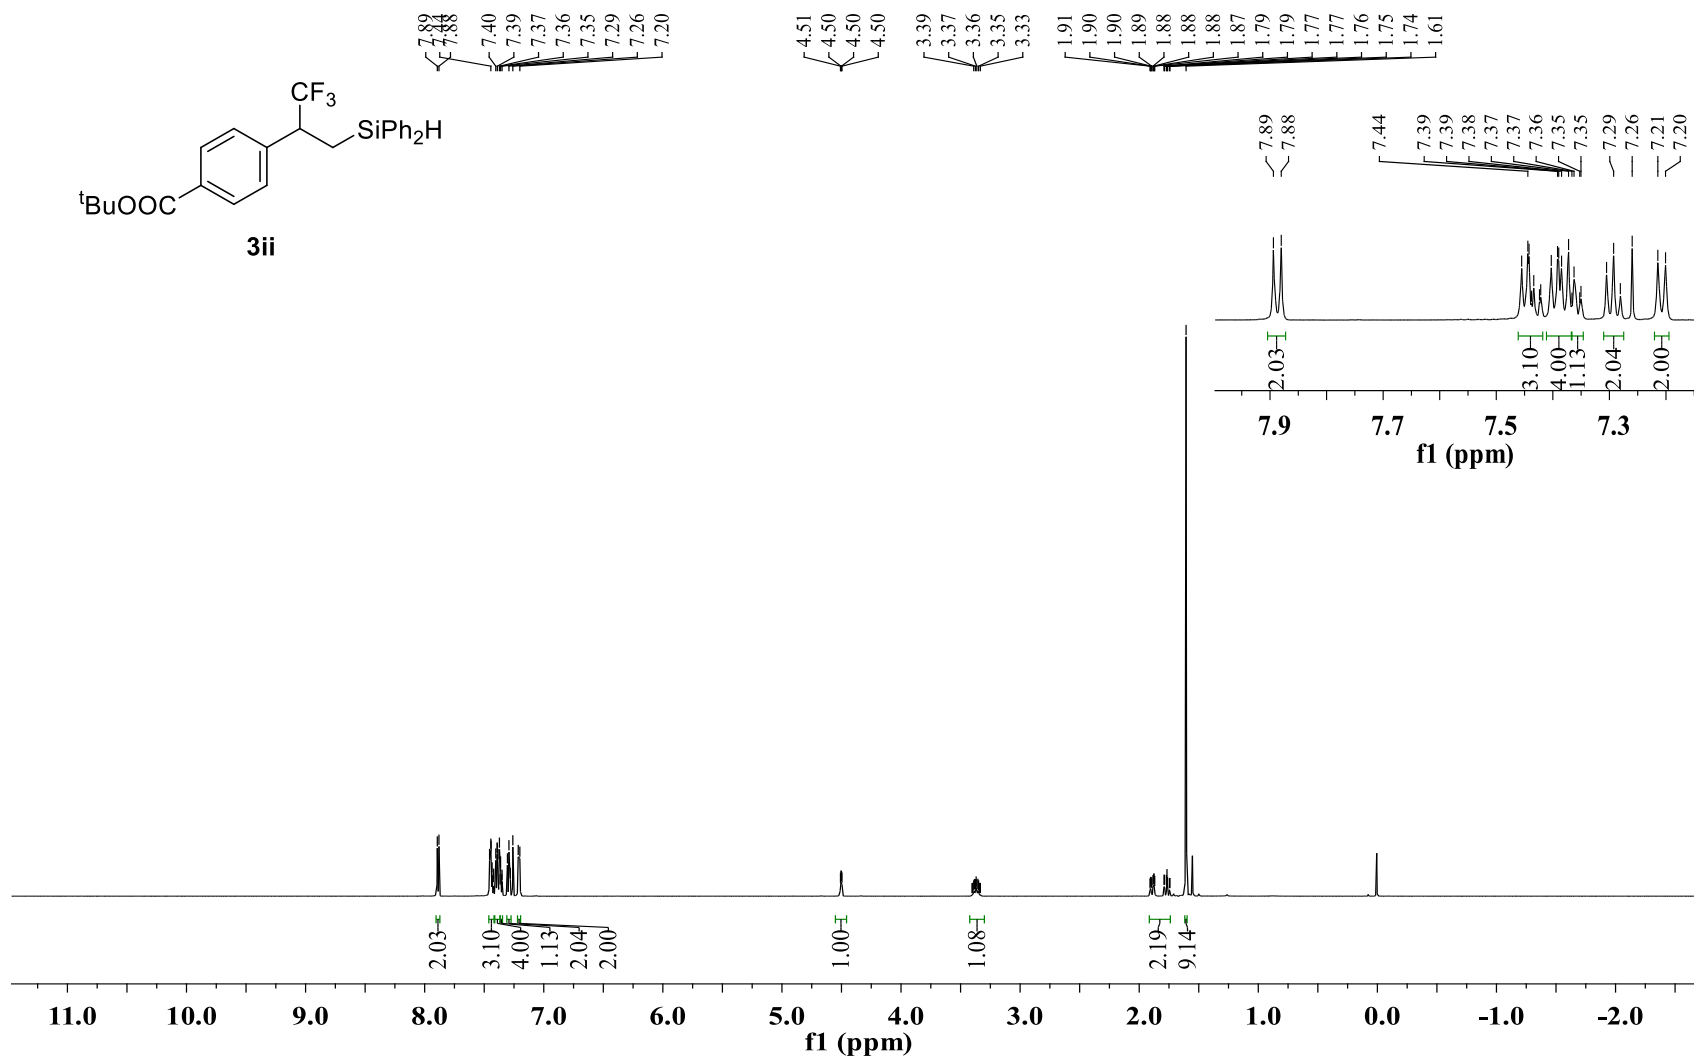 7.89 7.44 7.88 7.40 7.39 7.37 7.36 7.35 7.29 7.26 7.20 4.51 4.50 4.50 4.50 3.39 3.37 3.36 3.35 3.33 1.91 1.90 1.90 1.89 1.88 1.88 1.88 1.87 1.79 1.79 1.77 1.77 1.76 1.75 1.74 1.61
CF3
SiPh2H
tBuOOC
3ii
7.89 7.88 7.44 7.39 7.39 7.38 7.37 7.37 7.36 7.35 7.35 7.29 7.26 7.21 7.20
2.03 3.10 4.00 1.13 2.04 2.00
7.9 7.7 7.5 7.3
f1 (ppm)
2.03 3.10 4.00 1.13 2.04 2.00 1.00 1.08 2.19 9.14
11.0 10.0 9.0 8.0 7.0 6.0 5.0 4.0 3.0 2.0 1.0 0.0 -1.0 -2.0
f1 (ppm)